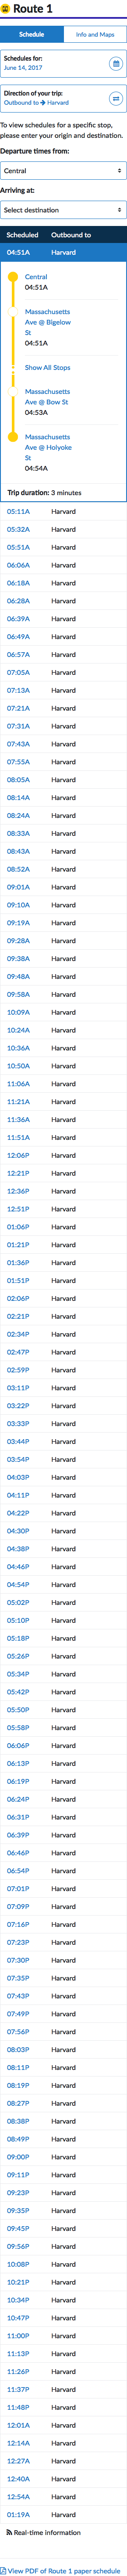 Route 1
Schedule
Info and Maps
Schedules for:
June 14, 2017
Direction of your trip:
Outbound to → Harvard
To view schedules for a specific stop,
please enter your origin and destination.
Departure times from:
Central
Arriving at:
Select destination
Scheduled Outbound to
04:51A Harvard
Central
04:51A
Massachusetts
Ave @ Bigelow
St
04:51A
Show All Stops
Massachusetts
Ave @ Bow St
04:53A
Massachusetts
Ave @ Holyoke
St
04:54A
Trip duration: 3 minutes
05:11A Harvard
05:32A Harvard
05:51A Harvard
06:06A Harvard
06:18A Harvard
06:28A Harvard
06:39A Harvard
06:49A Harvard
06:57A Harvard
07:05A Harvard
07:13A Harvard
07:21A Harvard
07:31A Harvard
07:43A Harvard
07:55A Harvard
08:05A Harvard
08:14A Harvard
08:24A Harvard
08:33A Harvard
08:43A Harvard
08:52A Harvard
09:01A Harvard
09:10A Harvard
09:19A Harvard
09:28A Harvard
09:38A Harvard
09:48A Harvard
09:58A Harvard
10:09A Harvard
10:24A Harvard
10:36A Harvard
10:50A Harvard
11:06A Harvard
11:21A Harvard
11:36A Harvard
11:51A Harvard
12:06P Harvard
12:21P Harvard
12:36P Harvard
12:51P Harvard
01:06P Harvard
01:21P Harvard
01:36P Harvard
01:51P Harvard
02:06P Harvard
02:21P Harvard
02:34P Harvard
02:47P Harvard
02:59P Harvard
03:11P Harvard
03:22P Harvard
03:33P Harvard
03:44P Harvard
03:54P Harvard
04:03P Harvard
04:11P Harvard
04:22P Harvard
04:30P Harvard
04:38P Harvard
04:46P Harvard
04:54P Harvard
05:02P Harvard
05:10P Harvard
05:18P Harvard
05:26P Harvard
05:34P Harvard
05:42P Harvard
05:50P Harvard
05:58P Harvard
06:06P Harvard
06:13P Harvard
06:19P Harvard
06:24P Harvard
06:31P Harvard
06:39P Harvard
06:46P Harvard
06:54P Harvard
07:01P Harvard
07:09P Harvard
07:16P Harvard
07:23P Harvard
07:30P Harvard
07:35P Harvard
07:43P Harvard
07:49P Harvard
07:56P Harvard
08:03P Harvard
08:11P Harvard
08:19P Harvard
08:27P Harvard
08:38P Harvard
08:49P Harvard
09:00P Harvard
09:11P Harvard
09:23P Harvard
09:35P Harvard
09:45P Harvard
09:56P Harvard
10:08P Harvard
10:21P Harvard
10:34P Harvard
10:47P Harvard
11:00P Harvard
11:13P Harvard
11:26P Harvard
11:37P Harvard
11:48P Harvard
12:01A Harvard
12:14A Harvard
12:27A Harvard
12:40A Harvard
12:54A Harvard
01:19A Harvard
Real-time information
View PDF of Route 1 paper schedule